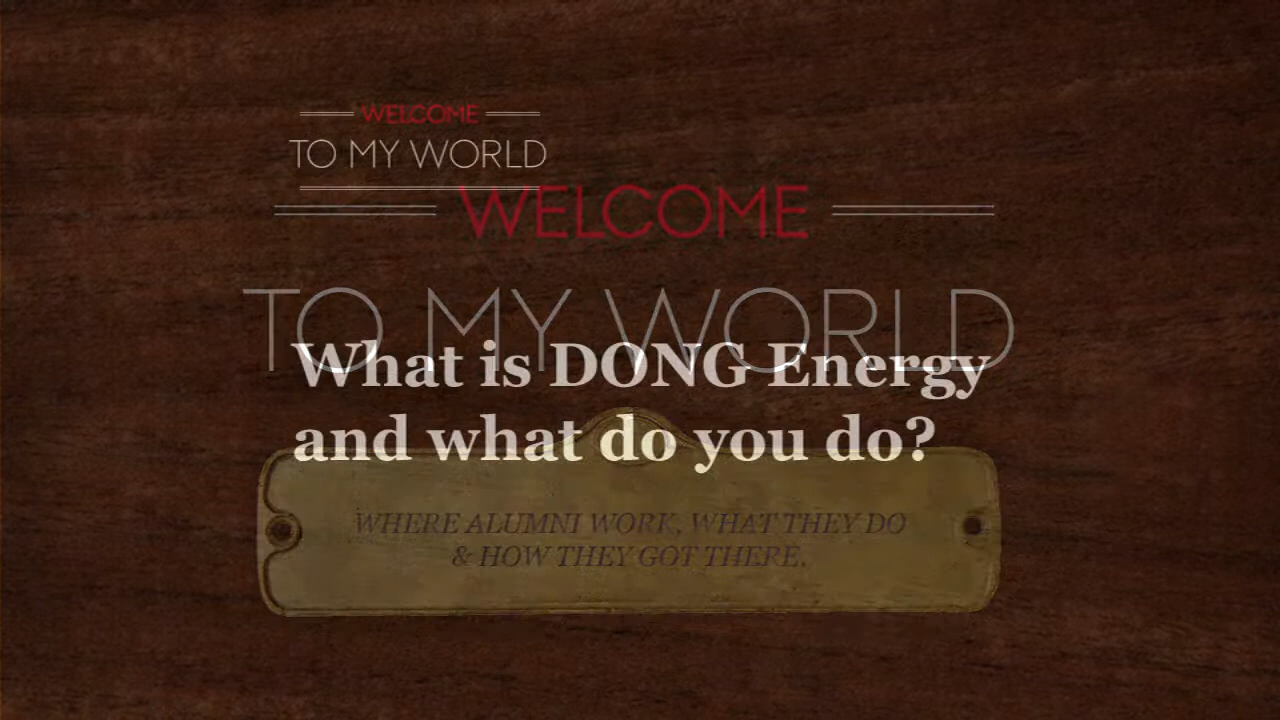 WELCOME
TO MY WORLD
WELCOME
TO MY WORLD
What is DONG Energy
and what do you do?
WHERE ALUMNI WORK, WHAT THEY DO
& HOW THEY GOT THERE.